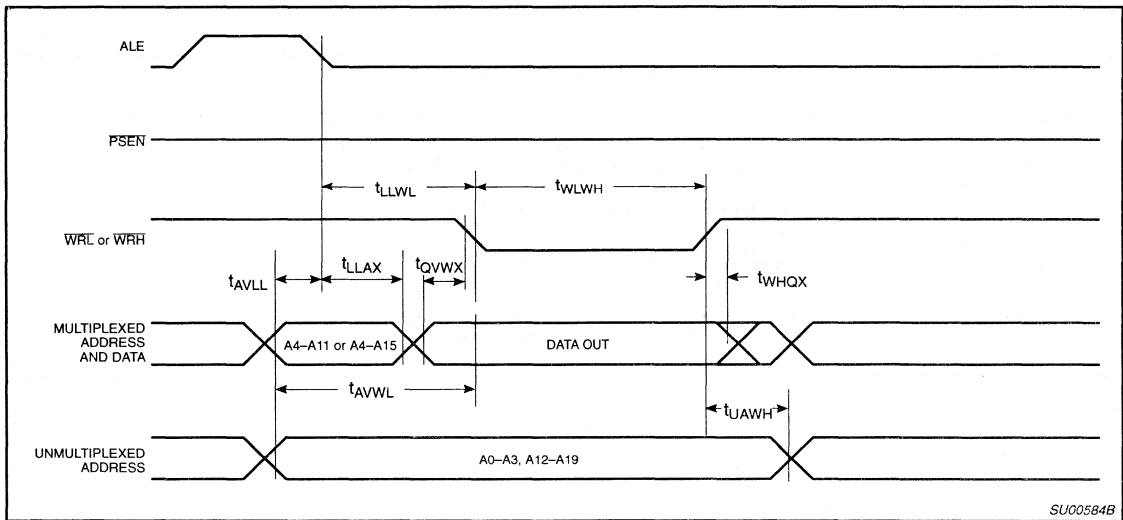 ALE
PSEN
tLLWL
tWLWH
WRL or WRH
tAVLL
tLLAX
tQVWX
tWHQX
MULTIPLEXED
ADDRESS
AND DATA
A4–A11 or A4–A15
DATA OUT
tAVWL
tUAWH
UNMULTIPLEXED
ADDRESS
A0–A3, A12–A19
SU00584B